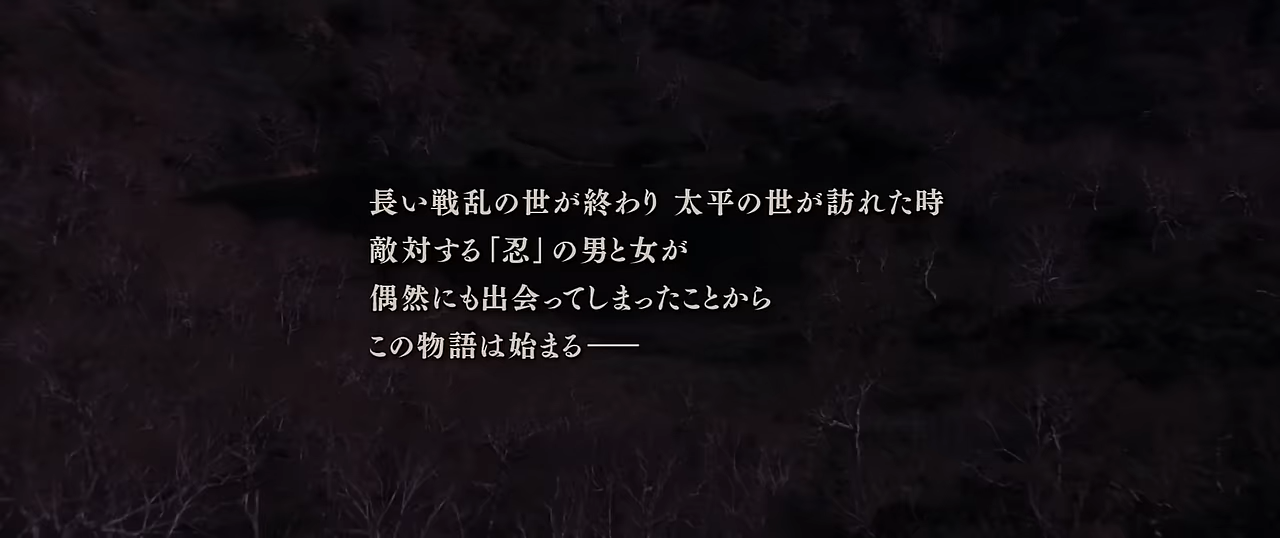 長い戦乱の世が終わり 太平の世が訪れた時
敵対する「忍」の男と女が
偶然にも出会ってしまったことから
この物語は始まる――